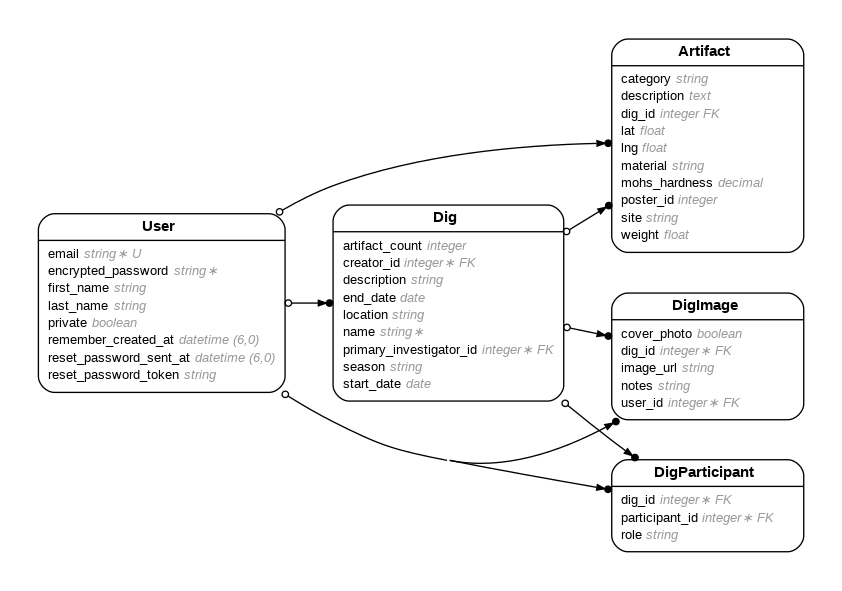 User
email string∗ U
encrypted_password string∗
first_name string
last_name string
private boolean
remember_created_at datetime (6,0)
reset_password_sent_at datetime (6,0)
reset_password_token string
Dig
artifact_count integer
creator_id integer∗ FK
description string
end_date date
location string
name string∗
primary_investigator_id integer∗ FK
season string
start_date date
Artifact
category string
description text
dig_id integer FK
lat float
lng float
material string
mohs_hardness decimal
poster_id integer
site string
weight float
DigImage
cover_photo boolean
dig_id integer∗ FK
image_url string
notes string
user_id integer∗ FK
DigParticipant
dig_id integer∗ FK
participant_id integer∗ FK
role string